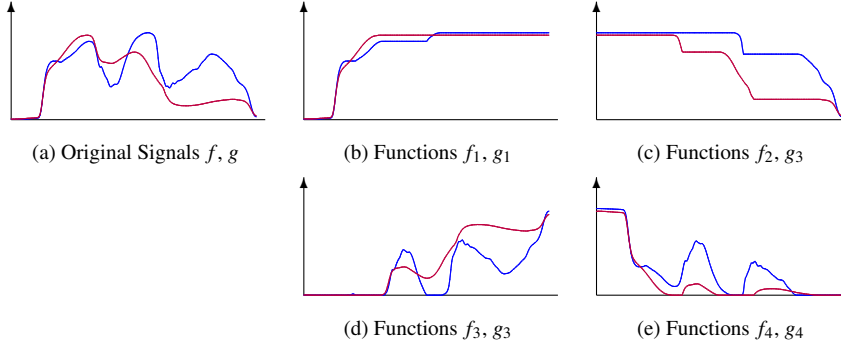 (a) Original Signals f, g
(b) Functions f1, g1
(c) Functions f2, g3
(d) Functions f3, g3
(e) Functions f4, g4